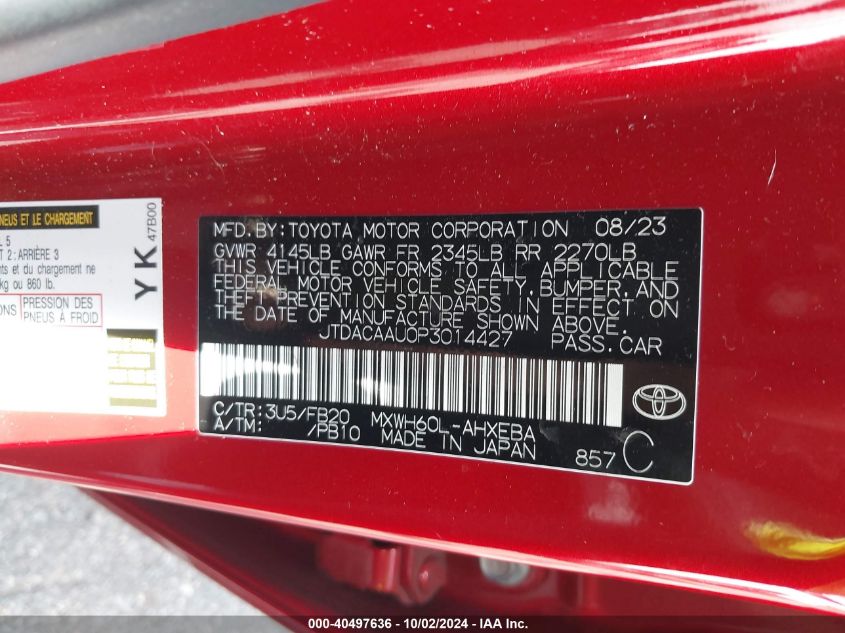 NEUS ET LE CHARGEMENT
L 5
T 2: ARRIÈRE 3
nts et du chargement ne
kg ou 860 lb.
ONS
PRESSION DES
PNEUS À FROID
YK
47B00
MFD. BY: TOYOTA MOTOR CORPORATION 08/23
GVWR 4145LB GAWR FR 2345LB RR 2270LB
THIS VEHICLE CONFORMS TO ALL APPLICABLE
FEDERAL MOTOR VEHICLE SAFETY, BUMPER, AND
THEFT PREVENTION STANDARDS IN EFFECT ON
THE DATE OF MANUFACTURE SHOWN ABOVE.
JTDACAAU0P3014427 PASS. CAR
C/TR: 3U5/FB20 MXWH60L-AHXEBA
A/TM: /PB10 MADE IN JAPAN
857 C
000-40497636 - 10/02/2024 - IAA Inc.